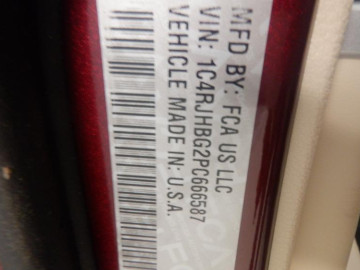 MFD BY: FCA US LLC
VIN: 1C4RJHBG2PC666587
VEHICLE MADE IN: U.S.A.